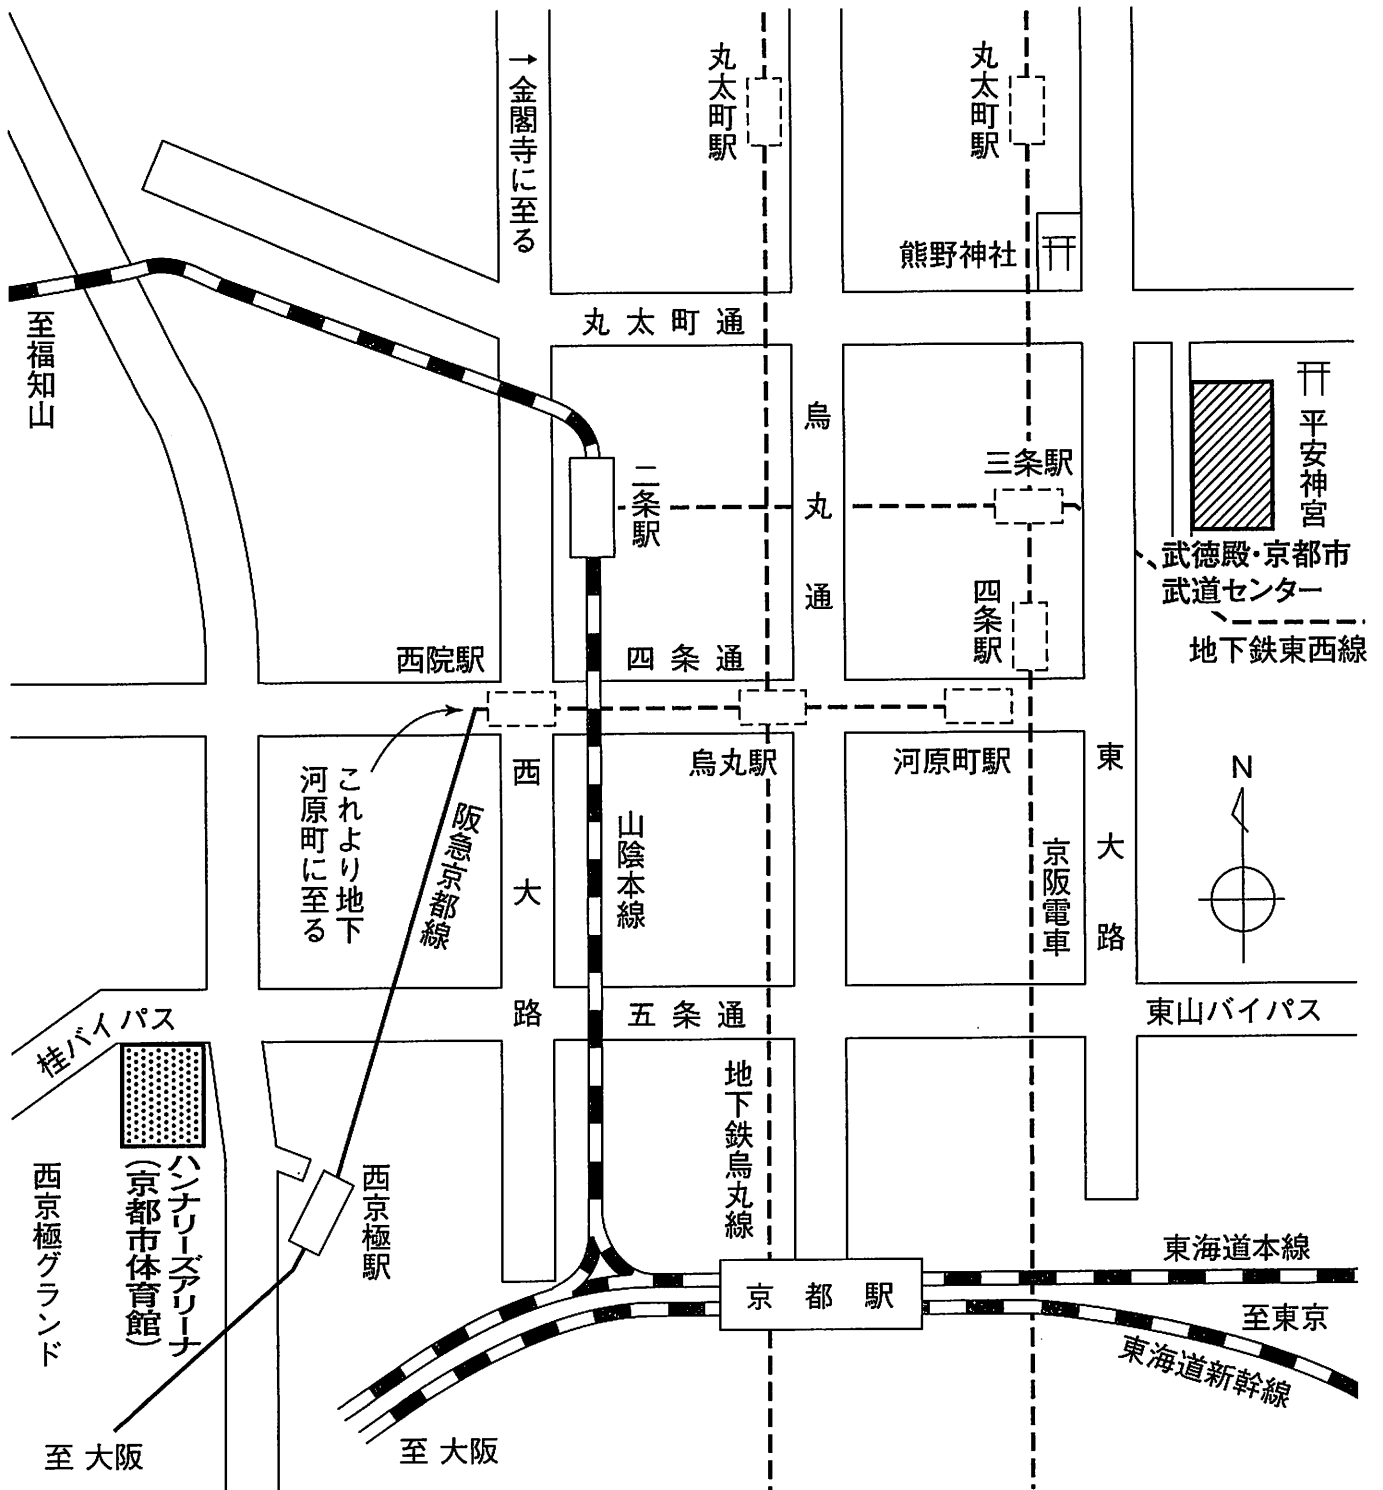 →金閣寺に至る
丸太町駅
丸太町駅
熊野神社
至福知山
丸太町通
烏丸通
平安神宮
二条駅
三条駅
武徳殿・京都市
武道センター
四条駅
地下鉄東西線
西院駅
四条通
烏丸駅
河原町駅
これより地下
河原町に至る
阪急京都線
西大路
山陰本線
京阪電車
東大路
N
桂バイパス
五条通
東山バイパス
地下鉄烏丸線
ハンナリーズアリーナ
(京都市体育館)
西京極グランド
西京極駅
京都駅
東海道本線
至東京
東海道新幹線
至 大阪
至 大阪